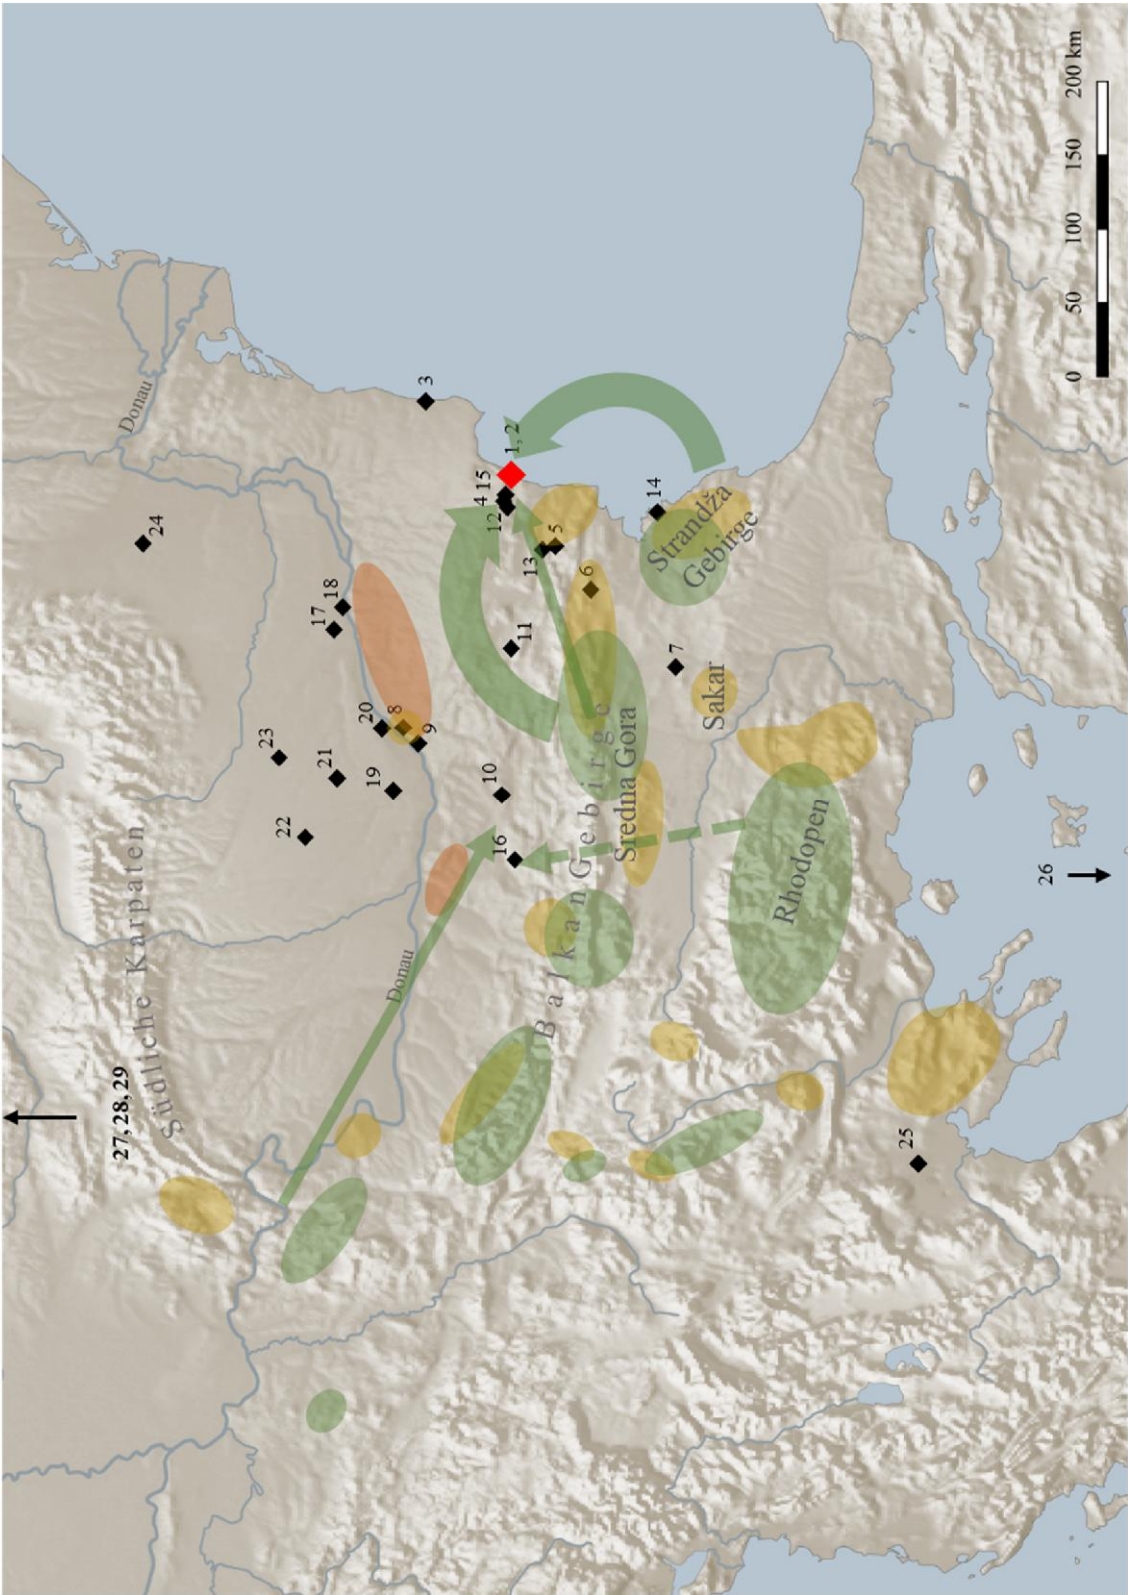 27, 28, 29
Donau
Südliche Karpaten
24
23
22
17
21
18
20
19
8
Donau
3
9
4
15
10
12
16
1, 2
11
13
5
Balkan Gebirge
6
Sredna Gora
14
7
Strandža
Gebirge
Sakar
Rhodopen
25
26
0 50 100 150 200 km